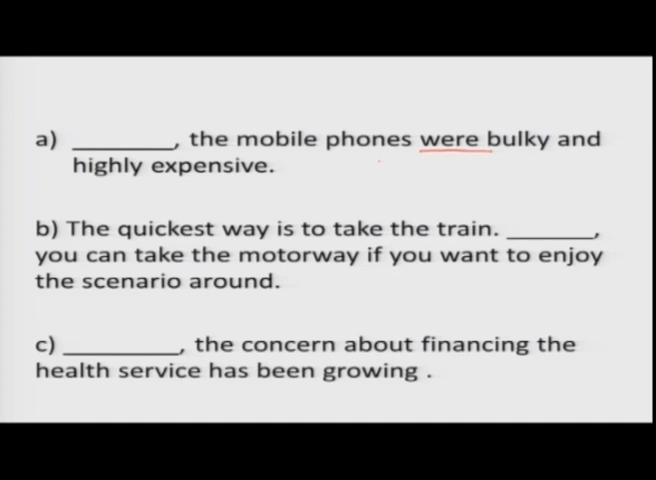 a) ________, the mobile phones were bulky and
highly expensive.
b) The quickest way is to take the train. _______,
you can take the motorway if you want to enjoy
the scenario around.
c) _________, the concern about financing the
health service has been growing .